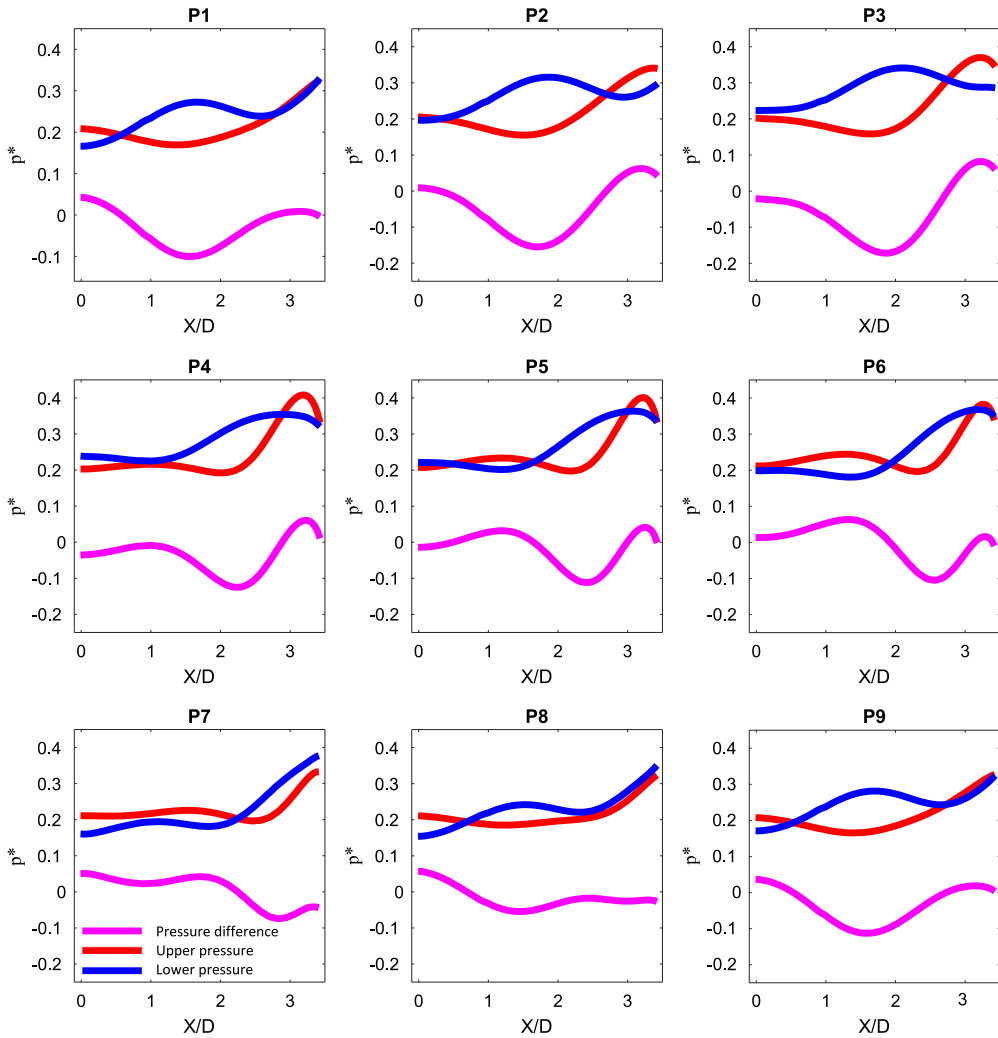 P1 P2 P3
0.4 0.4 0.4
0.3 0.3 0.3
0.2 0.2 0.2
p* p* p*
0.1 0.1 0.1
0 0 0
-0.1 -0.1 -0.1
-0.2 -0.2
0 1 2 3 0 1 2 3 0 1 2 3
X/D X/D X/D
P4 P5 P6
0.4 0.4 0.4
0.3 0.3 0.3
0.2 0.2 0.2
p* p* p*
0.1 0.1 0.1
0 0 0
-0.1 -0.1 -0.1
-0.2 -0.2 -0.2
0 1 2 3 0 1 2 3 0 1 2 3
X/D X/D X/D
P7 P8 P9
0.4 0.4 0.4
0.3 0.3 0.3
0.2 0.2 0.2
p* p* p*
0.1 0.1 0.1
0 0 0
-0.1 -0.1 -0.1
-0.2 -0.2 -0.2
Pressure difference
Upper pressure
Lower pressure
0 1 2 3 0 1 2 3 0 1 2 3
X/D X/D X/D